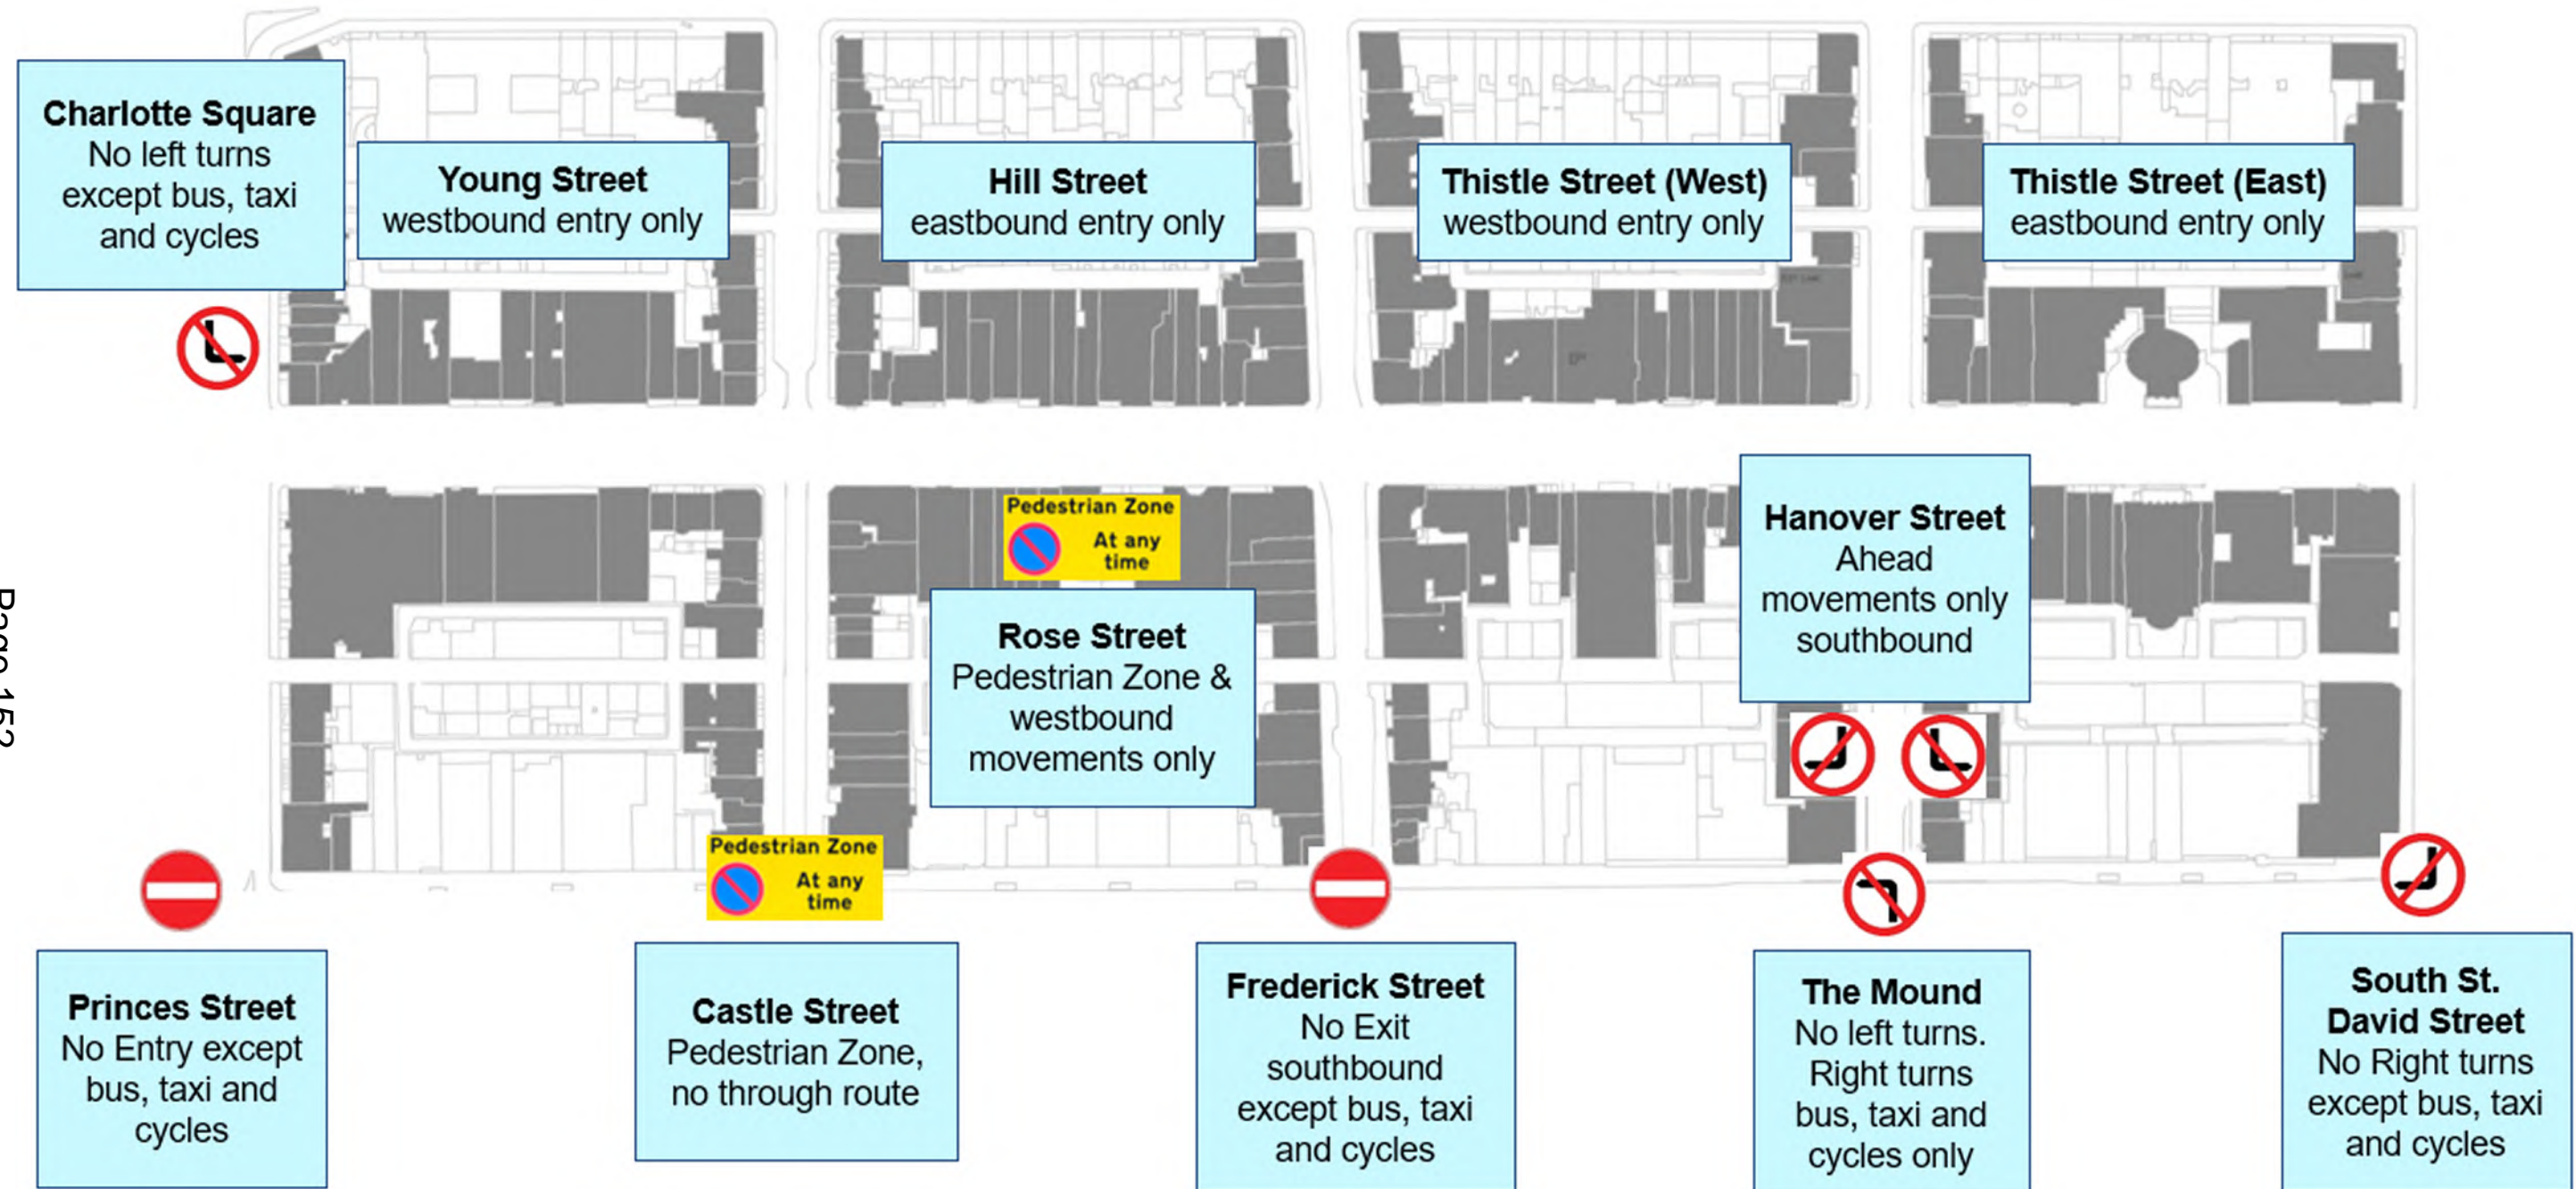 Charlotte Square
No left turns
except bus, taxi
and cycles
Young Street
westbound entry only
Hill Street
eastbound entry only
Thistle Street (West)
westbound entry only
Thistle Street (East)
eastbound entry only
Pedestrian Zone
At any
time
Rose Street
Pedestrian Zone &
westbound
movements only
Hanover Street
Ahead
movements only
southbound
Page 152
Pedestrian Zone
At any
time
Princes Street
No Entry except
bus, taxi and
cycles
Castle Street
Pedestrian Zone,
no through route
Frederick Street
No Exit
southbound
except bus, taxi
and cycles
The Mound
No left turns.
Right turns
bus, taxi and
cycles only
South St.
David Street
No Right turns
except bus, taxi
and cycles